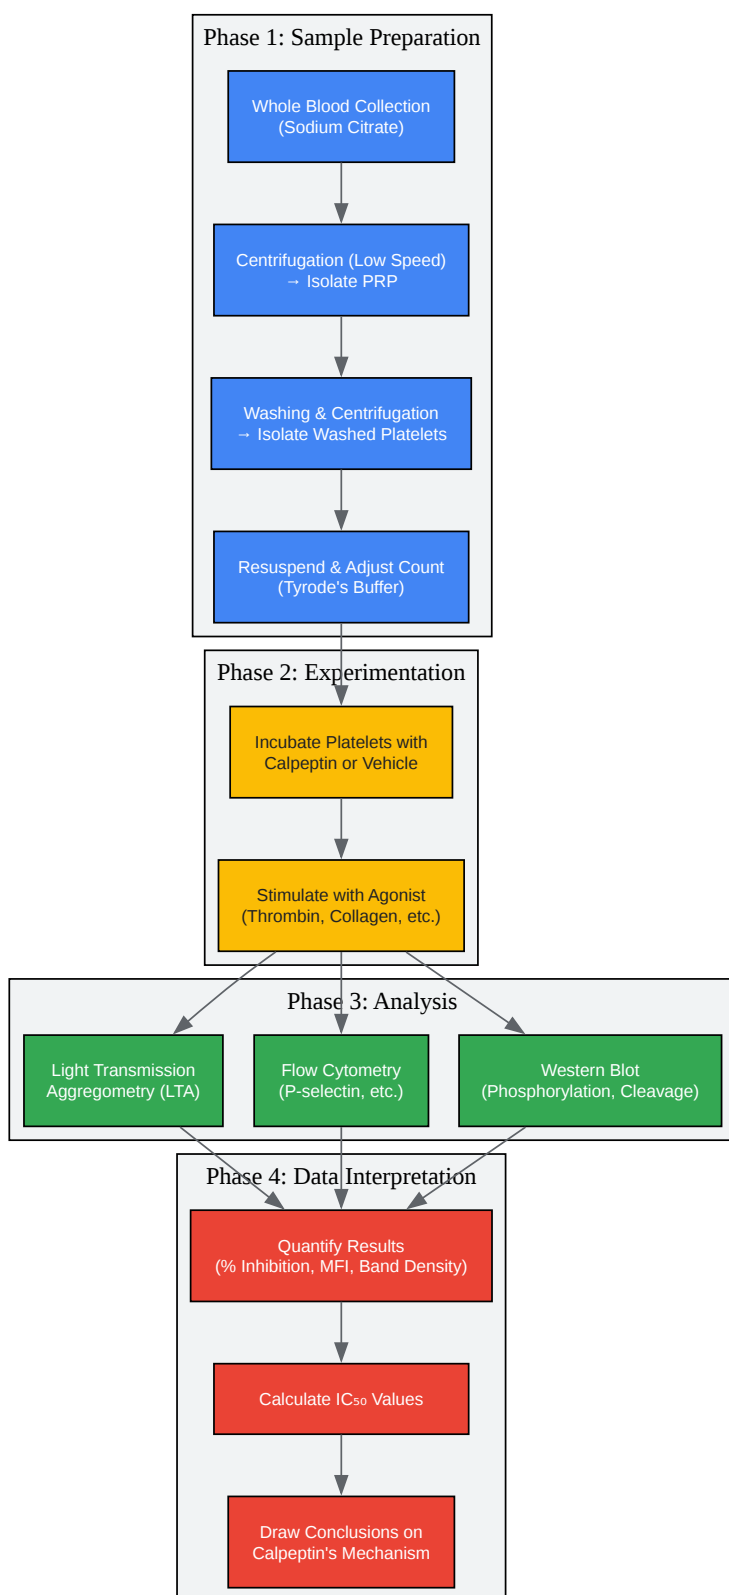 Phase 1: Sample Preparation
Whole Blood Collection
(Sodium Citrate)
Centrifugation (Low Speed)
→ Isolate PRP
Washing & Centrifugation
→ Isolate Washed Platelets
Resuspend & Adjust Count
(Tyrode's Buffer)
Phase 2: Experimentation
Incubate Platelets with
Calpeptin or Vehicle
Stimulate with Agonist
(Thrombin, Collagen, etc.)
Phase 3: Analysis
Light Transmission
Aggregometry (LTA)
Flow Cytometry
(P-selectin, etc.)
Western Blot
(Phosphorylation, Cleavage)
Phase 4: Data Interpretation
Quantify Results
(% Inhibition, MFI, Band Density)
Calculate IC₅₀ Values
Draw Conclusions on
Calpeptin's Mechanism